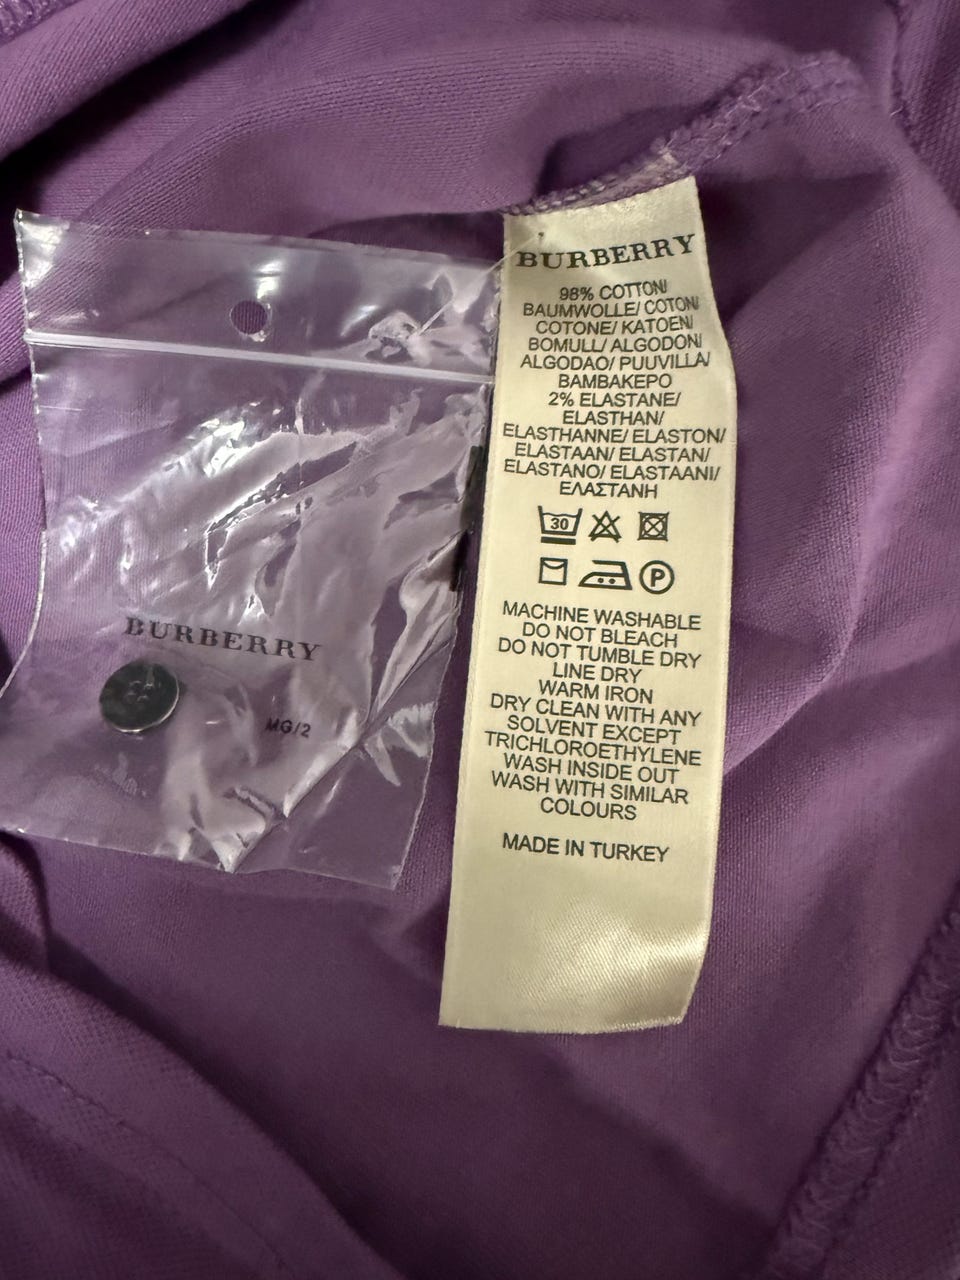 BURBERRY
98% COTTON/
BAUMWOLLE/ COTON/
COTONE/ KATOEN/
BOMULL/ ALGODON/
ALGODAO/ PUUVILLA/
ΒΑΜΒΑΚΕΡΟ
2% ELASTANE/
ELASTHAN/
ELASTHANNE/ ELASTON/
ELASTAAN/ ELASTAN/
ELASTANO/ ELASTAANI/
ΕΛΑΣΤΑΝΗ
30
P
MACHINE WASHABLE
DO NOT BLEACH
DO NOT TUMBLE DRY
LINE DRY
WARM IRON
DRY CLEAN WITH ANY
SOLVENT EXCEPT
TRICHLOROETHYLENE
WASH INSIDE OUT
WASH WITH SIMILAR
COLOURS
MADE IN TURKEY
BURBERRY
MG/2